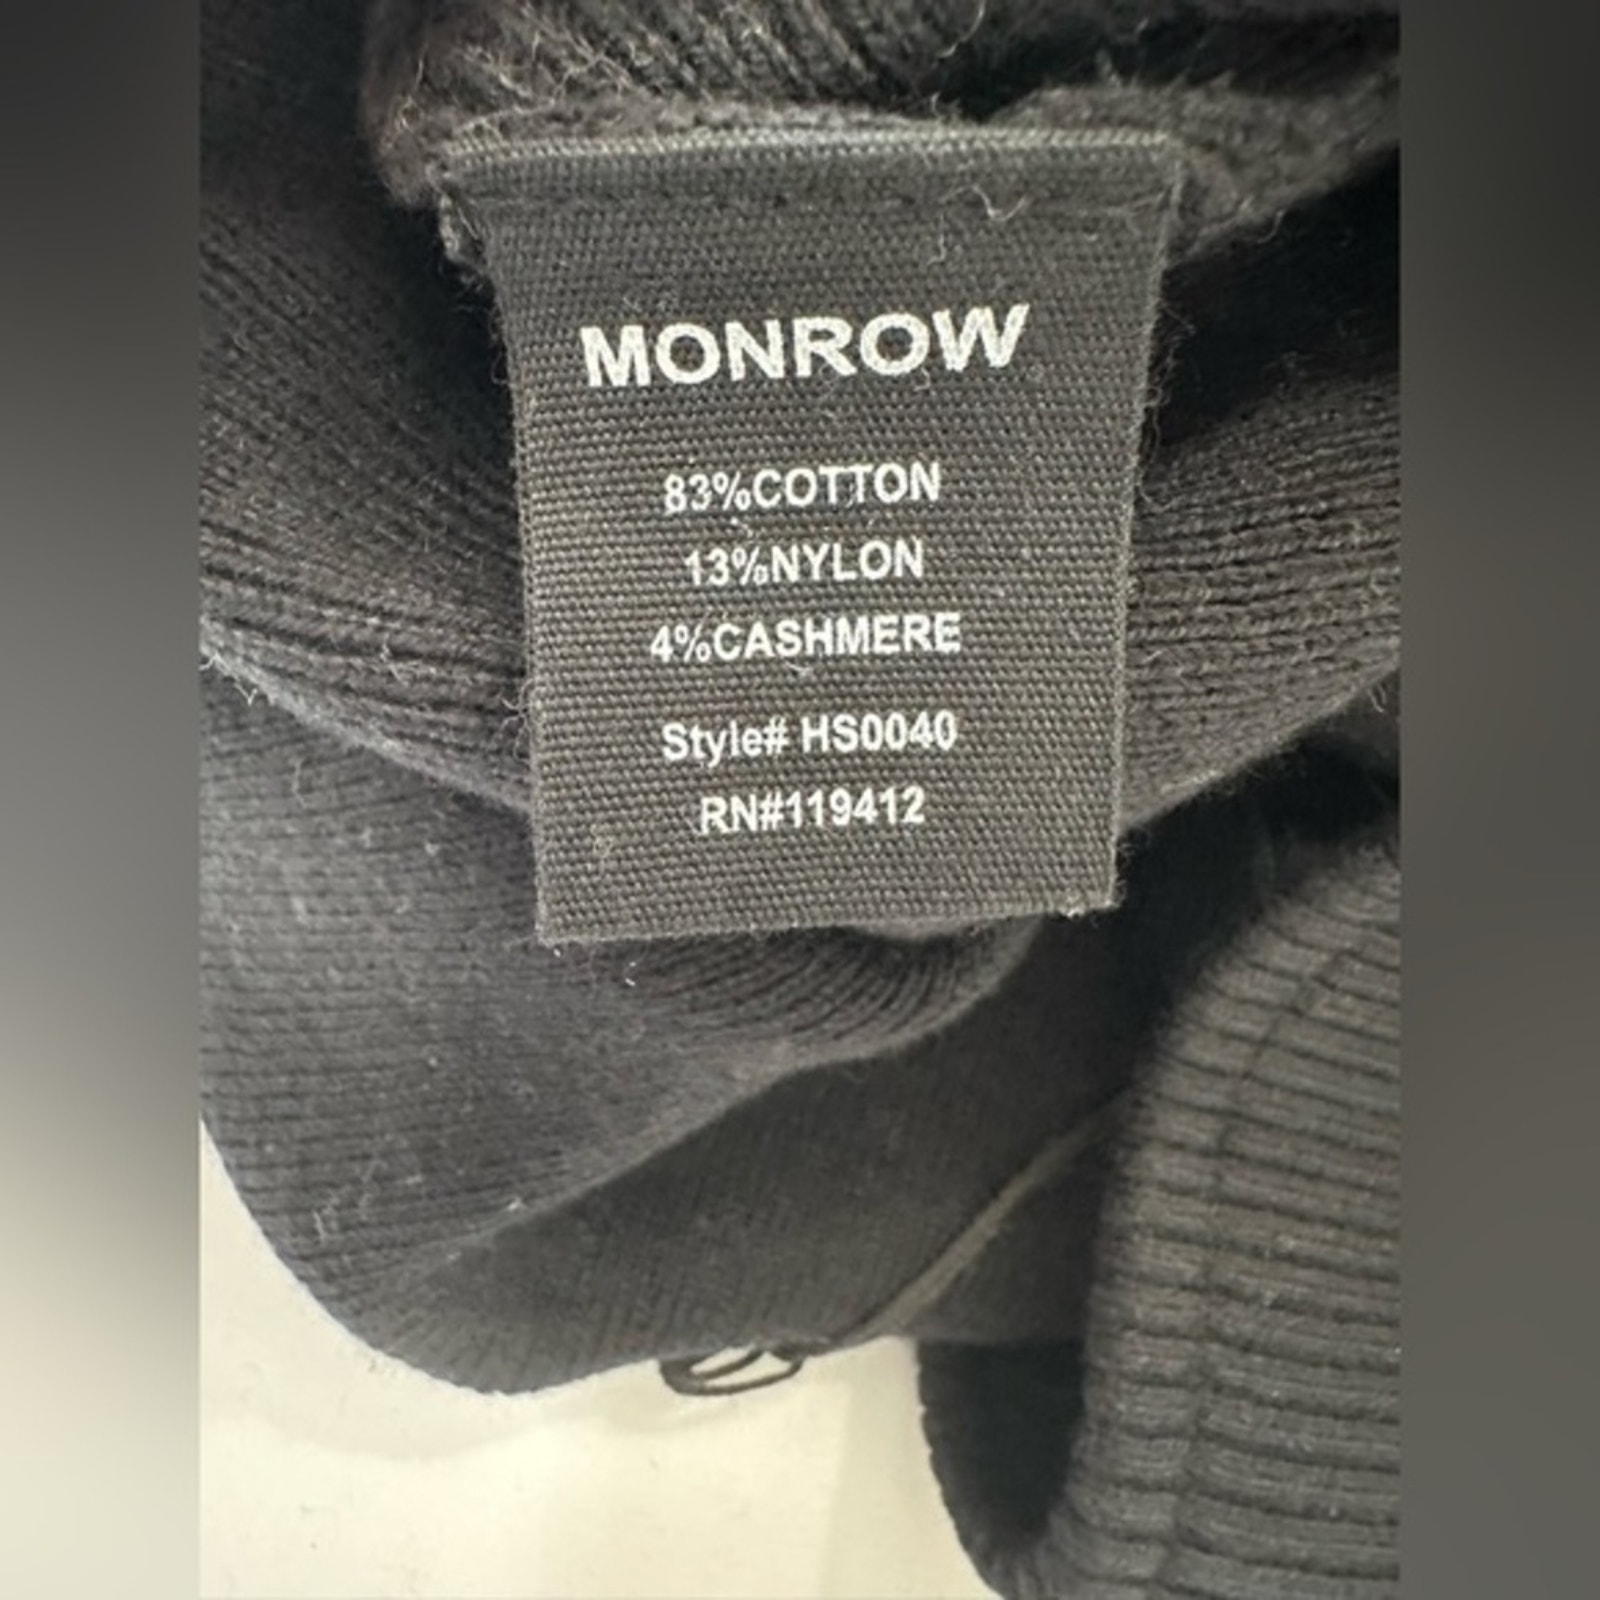 MONROW
83%COTTON
13%NYLON
4%CASHMERE
Style# HS0040
RN#119412